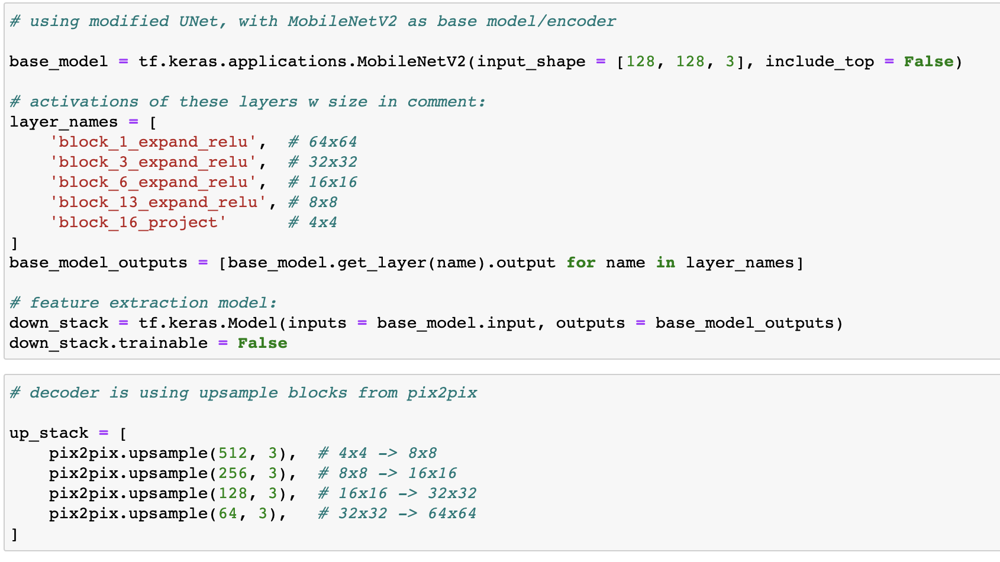 # using modified UNet, with MobileNetV2 as base model/encoder
base_model = tf.keras.applications.MobileNetV2(input_shape = [128, 128, 3], include_top = False)
# activations of these layers w size in comment:
layer_names = [
    'block_1_expand_relu',  # 64x64
    'block_3_expand_relu',  # 32x32
    'block_6_expand_relu',  # 16x16
    'block_13_expand_relu', # 8x8
    'block_16_project'      # 4x4
]
base_model_outputs = [base_model.get_layer(name).output for name in layer_names]
# feature extraction model:
down_stack = tf.keras.Model(inputs = base_model.input, outputs = base_model_outputs)
down_stack.trainable = False
# decoder is using upsample blocks from pix2pix
up_stack = [
    pix2pix.upsample(512, 3),  # 4x4 -> 8x8
    pix2pix.upsample(256, 3),  # 8x8 -> 16x16
    pix2pix.upsample(128, 3),  # 16x16 -> 32x32
    pix2pix.upsample(64, 3),   # 32x32 -> 64x64
]